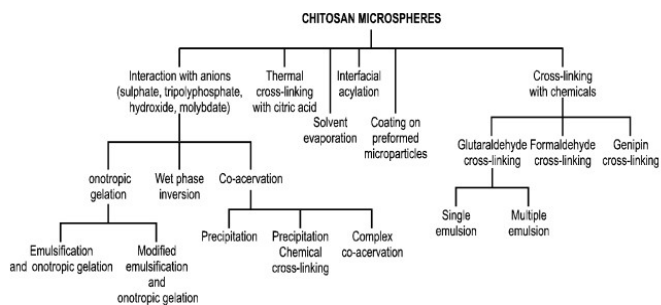 CHITOSAN MICROSPHERES
Interaction with anions
(sulphate, tripolyphosphate,
hydroxide, molybdate)
Thermal
cross-linking
with citric acid
Solvent
evaporation
Interfacial
acylation
Coating on
preformed
microparticles
Cross-linking
with chemicals
onotropic
gelation
Wet phase
inversion
Co-acervation
Glutaraldehyde
cross-linking
Formaldehyde
cross-linking
Genipin
cross-linking
Emulsification
and onotropic gelation
Modified
emulsification
and
onotropic gelation
Precipitation
Precipitation
Chemical
cross-linking
Complex
co-acervation
Single
emulsion
Multiple
emulsion